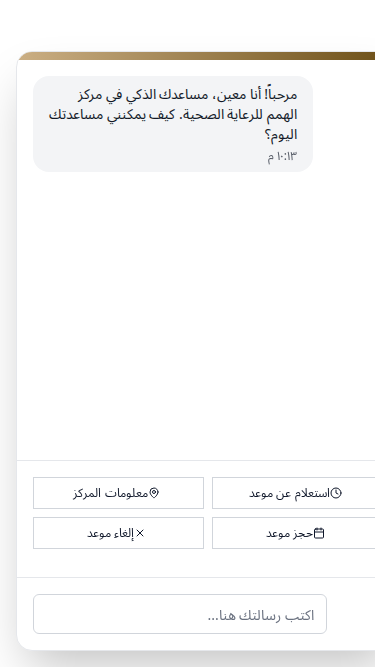 مرحباً! أنا معين، مساعدك الذكي في مركز
الهمم للرعاية الصحية. كيف يمكنني مساعدتك
اليوم؟
١٠:١٣ م
استعلام عن موعد
معلومات المركز
حجز موعد
إلغاء موعد
اكتب رسالتك هنا...